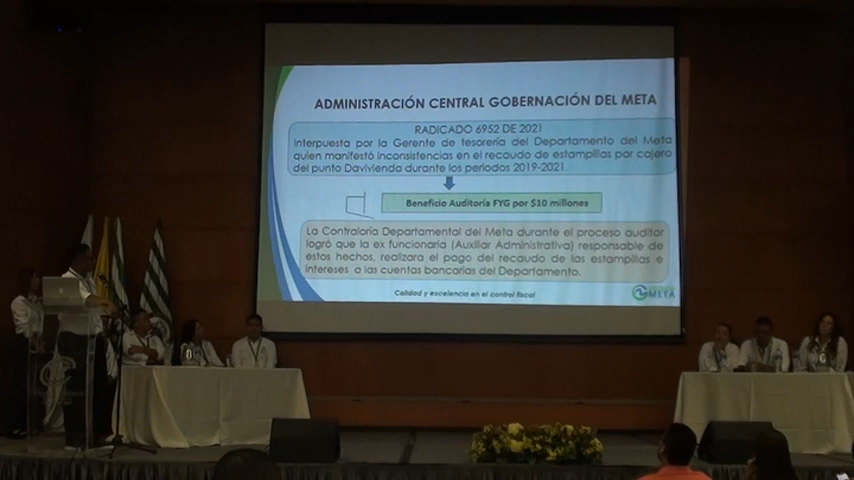 ADMINISTRACIÓN CENTRAL GOBERNACIÓN DEL META
RADICADO 6952 DE 2021
Interpuesta por la Gerente de tesorería del Departamento del Meta
quien manifestó inconsistencias en el recaudo de estampillas por cajero
del punto Davivienda durante los periodos 2019-2021.
Beneficio Auditoria FYG por $10 millones
La Contraloría Departamental del Meta durante el proceso auditor
logró que la ex funcionaria (Auxiliar Administrativa) responsable de
estos hechos, realizara el pago del recaudo de las estampillas e
intereses a las cuentas bancarias del Departamento.
Calidad y excelencia en el control fiscal
META